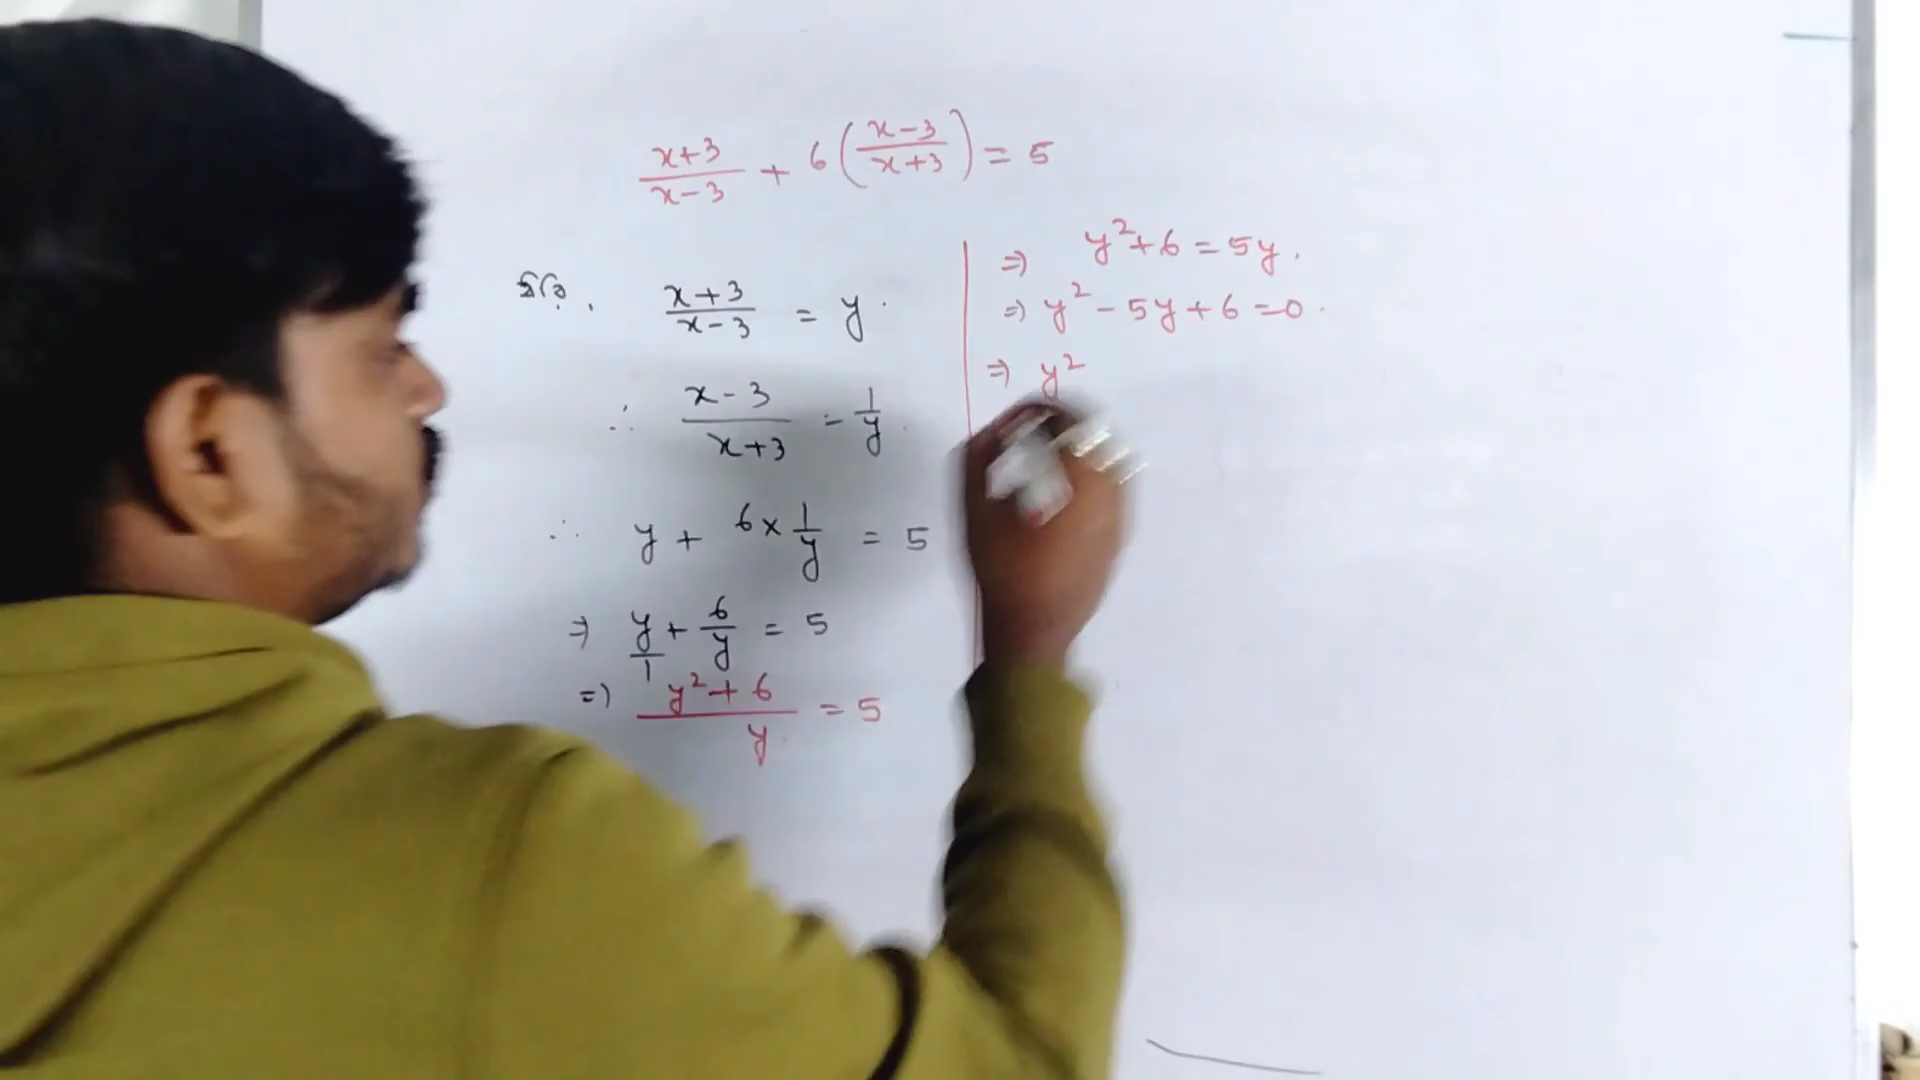 (x+3)/(x-3) + 6((x-3)/(x+3)) = 5
ধরি, (x+3)/(x-3) = y.
∴ (x-3)/(x+3) = 1/y.
∴ y + 6 × 1/y = 5
⇒ y/1 + 6/y = 5
⇒ (y² + 6)/y = 5
⇒ y² + 6 = 5y.
⇒ y² - 5y + 6 = 0.
⇒ y²